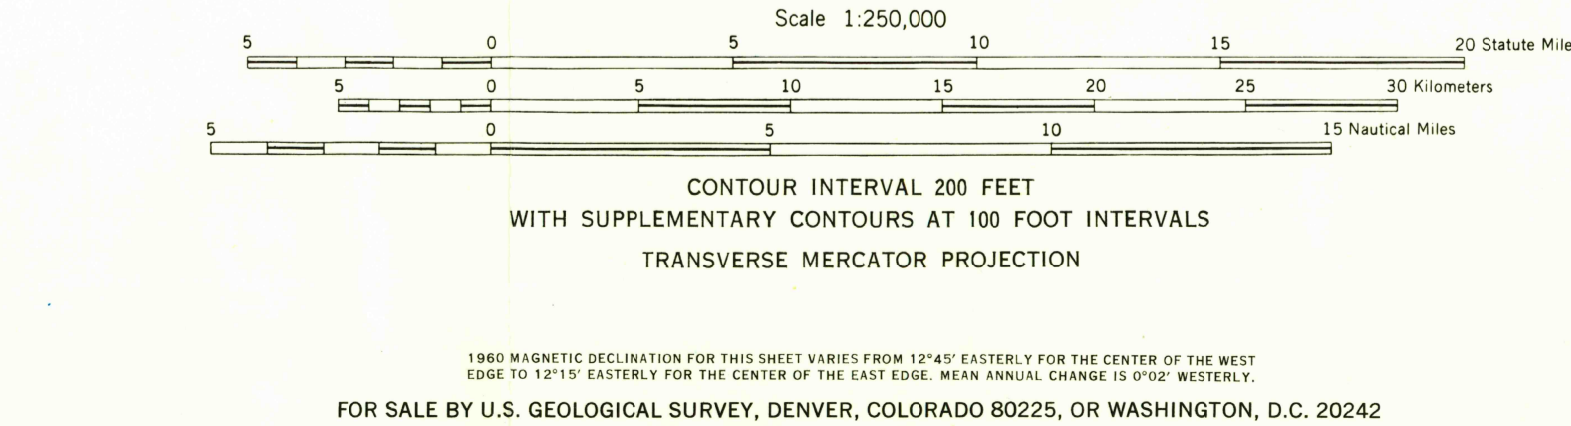 Scale 1:250,000
5 0 5 10 15 20 Statute Mile
5 0 5 10 15 20 25 30 Kilometers
5 0 5 10 15 Nautical Miles
CONTOUR INTERVAL 200 FEET
WITH SUPPLEMENTARY CONTOURS AT 100 FOOT INTERVALS
TRANSVERSE MERCATOR PROJECTION
1960 MAGNETIC DECLINATION FOR THIS SHEET VARIES FROM 12°45′ EASTERLY FOR THE CENTER OF THE WEST
EDGE TO 12°15′ EASTERLY FOR THE CENTER OF THE EAST EDGE. MEAN ANNUAL CHANGE IS 0°02′ WESTERLY.
FOR SALE BY U.S. GEOLOGICAL SURVEY, DENVER, COLORADO 80225, OR WASHINGTON, D.C. 20242